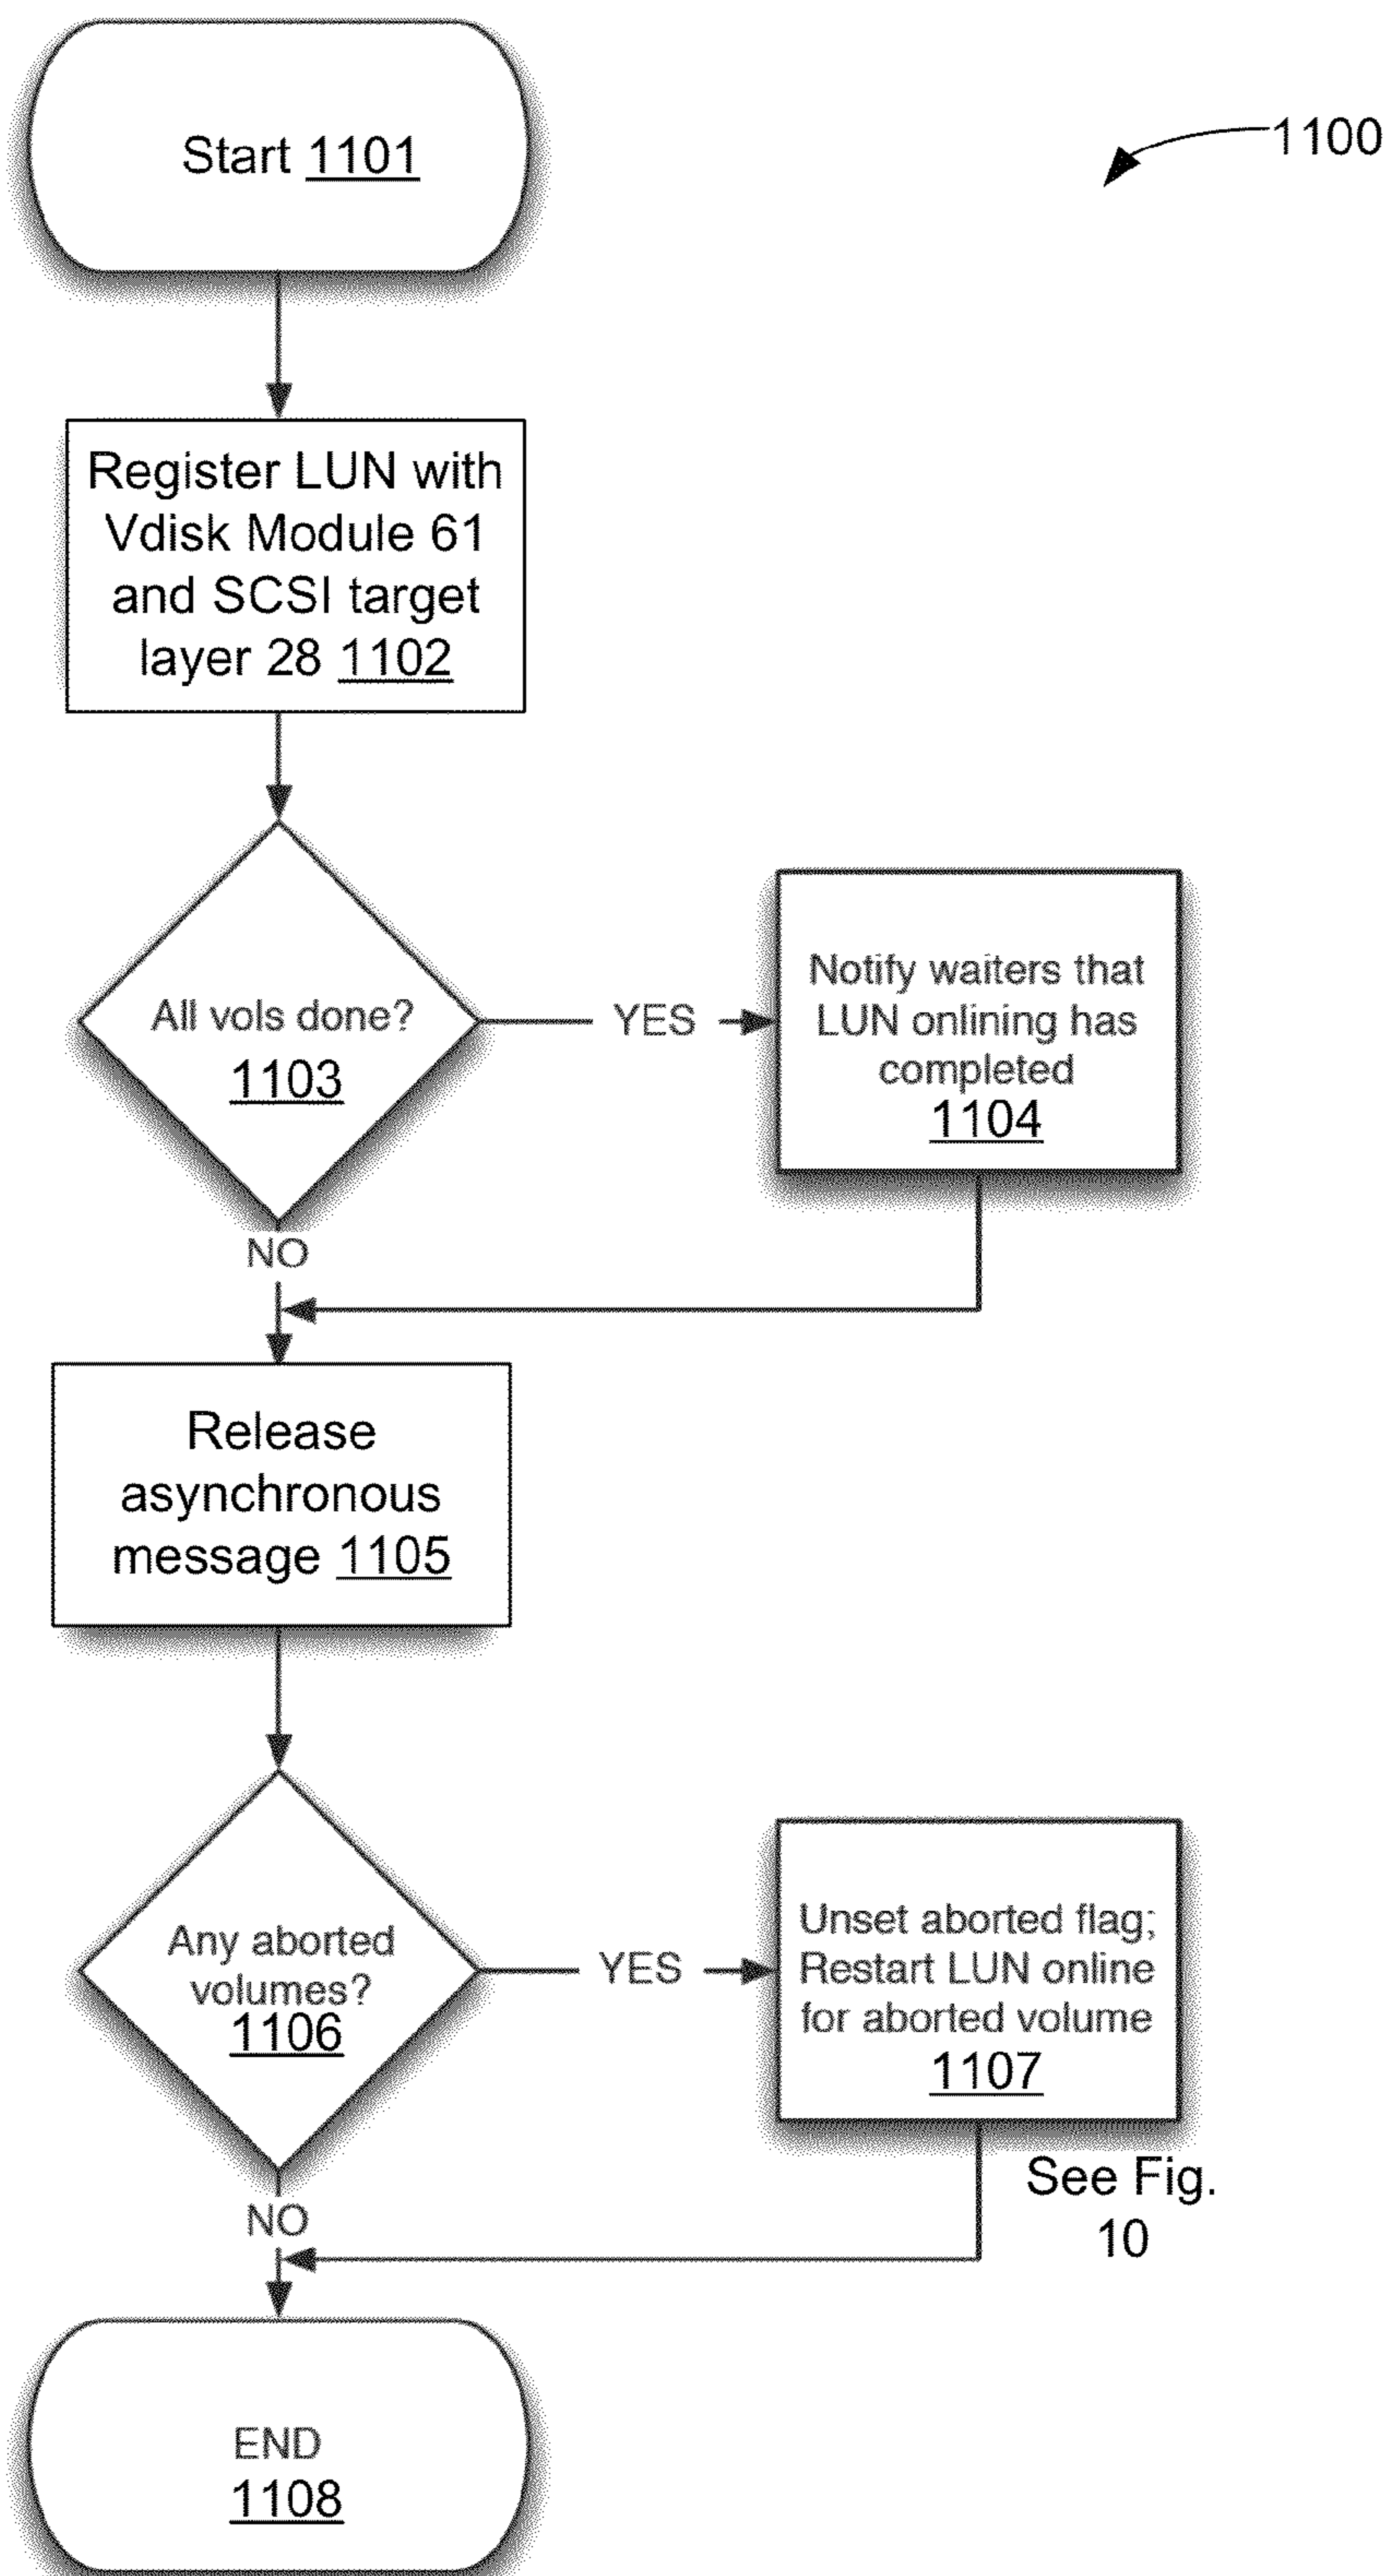 Start 1101
1100
Register LUN with
Vdisk Module 61
and SCSI target
layer 28 1102
All vols done?
1103
YES
Notify waiters that
LUN onlining has
completed
1104
NO
Release
asynchronous
message 1105
Any aborted
volumes?
1106
YES
Unset aborted flag;
Restart LUN online
for aborted volume
1107
See Fig.
10
NO
END
1108